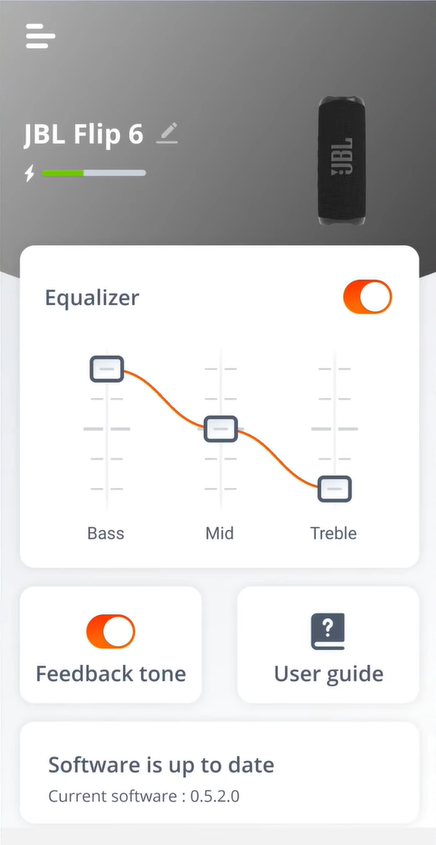 JBL Flip 6
JBL
Equalizer
Bass Mid Treble
Feedback tone
?
User guide
Software is up to date
Current software : 0.5.2.0